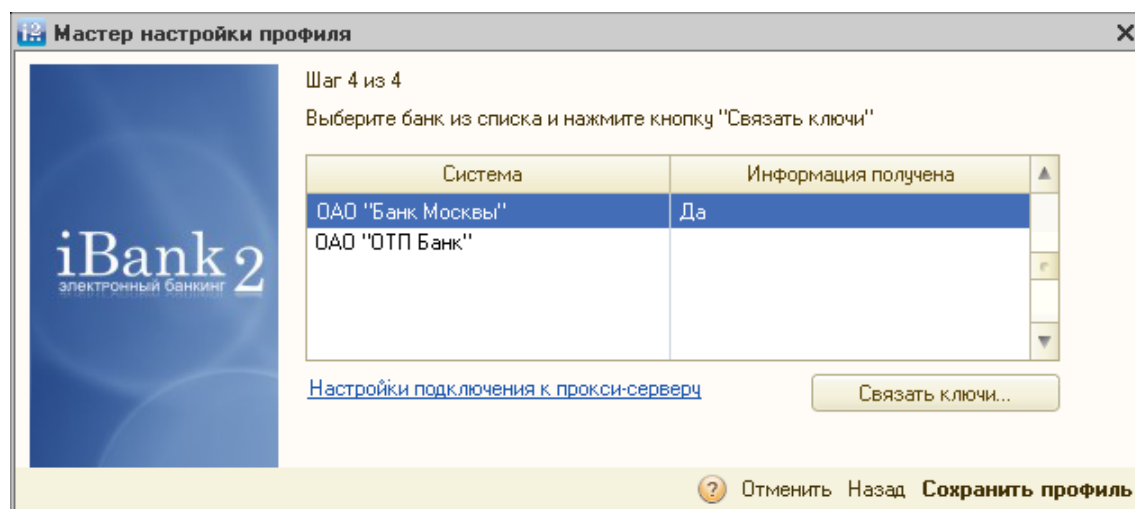 Мастер настройки профиля
Шаг 4 из 4
Выберите банк из списка и нажмите кнопку "Связать ключи"
Система Информация получена
ОАО "Банк Москвы" Да
ОАО "ОТП Банк"
iBank 2
электронный банкинг
Настройки подключения к прокси-серверу
Связать ключи...
? Отменить Назад Сохранить профиль